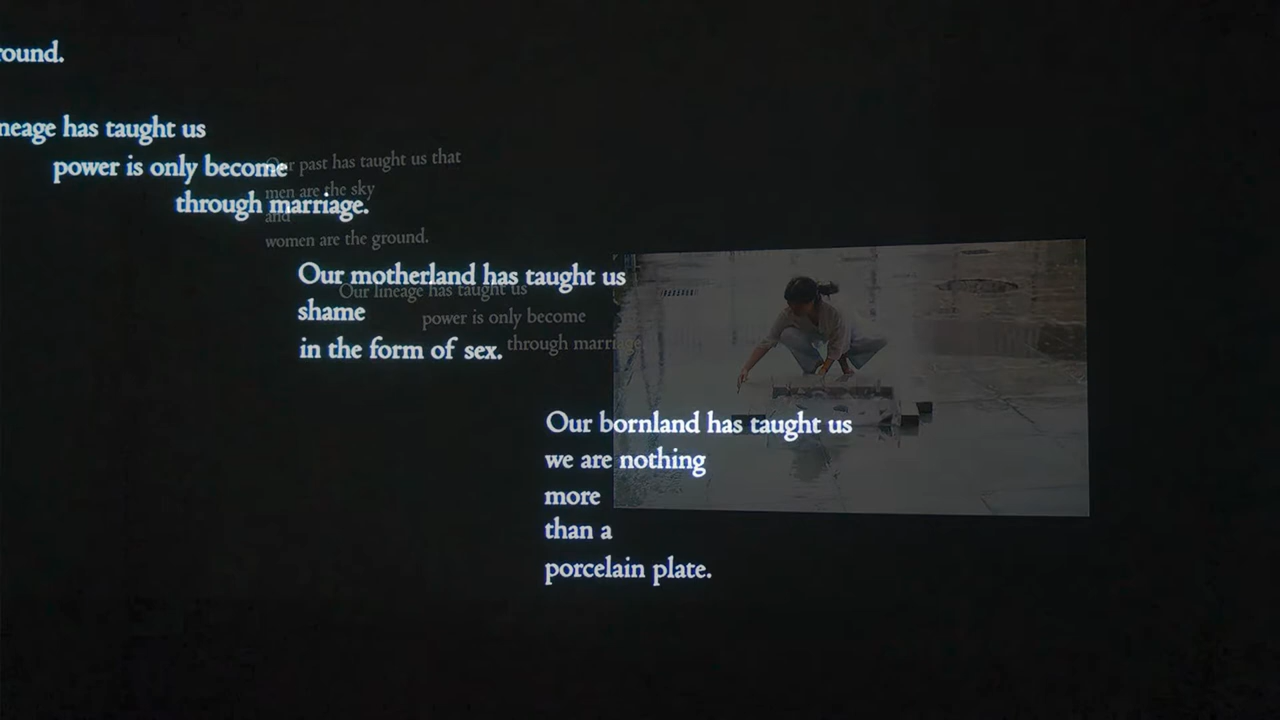 round.
neage has taught us
power is only become
through marriage.
Our motherland has taught us
shame
in the form of sex.
Our bornland has taught us
we are nothing
more
than a
porcelain plate.
Our past has taught us that
men are the sky
and
women are the ground.
Our lineage has taught us
power is only become
through marriage